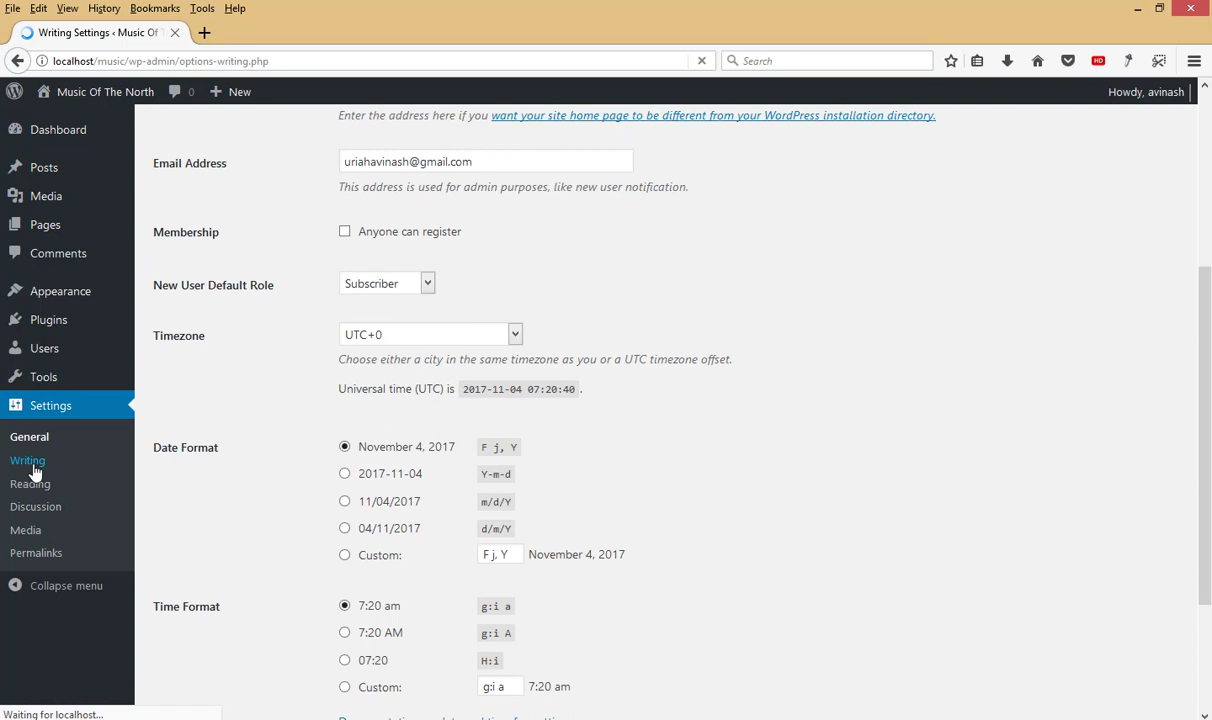 File Edit View History Bookmarks Tools Help
Writing Settings ‹ Music Of T
localhost/music/wp-admin/options-writing.php
Search
HD
Music Of The North 0 New Howdy, avinash
Dashboard
Posts
Media
Pages
Comments
Appearance
Plugins
Users
Tools
Settings
General
Writing
Reading
Discussion
Media
Permalinks
Collapse menu
Enter the address here if you want your site home page to be different from your WordPress installation directory.
Email Address uriahavinash@gmail.com
This address is used for admin purposes, like new user notification.
Membership Anyone can register
New User Default Role Subscriber
Timezone UTC+0
Choose either a city in the same timezone as you or a UTC timezone offset.
Universal time (UTC) is 2017-11-04 07:20:40 .
Date Format November 4, 2017 F j, Y
2017-11-04 Y-m-d
11/04/2017 m/d/Y
04/11/2017 d/m/Y
Custom: F j, Y November 4, 2017
Time Format 7:20 am g:i a
7:20 AM g:i A
07:20 H:i
Custom: g:i a 7:20 am
Waiting for localhost...